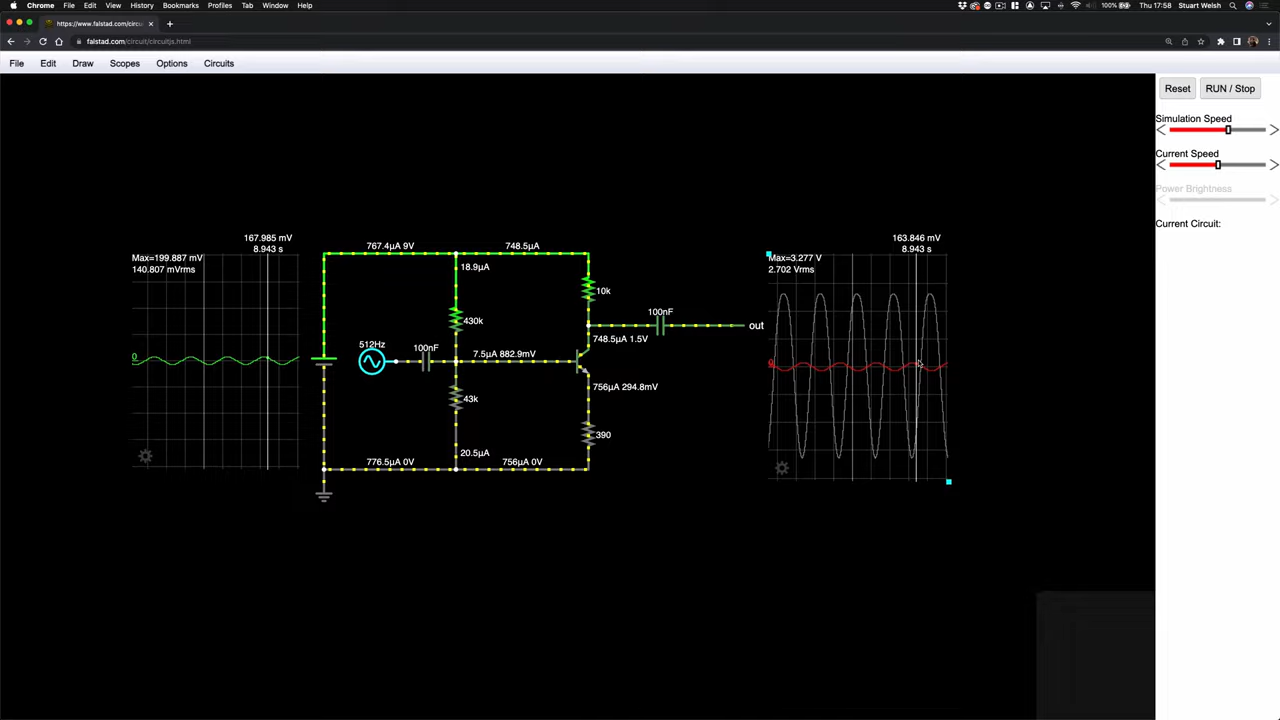 Chrome File Edit View History Bookmarks Profiles Tab Window Help 100% Thu 17:58 Stuart Welsh
https://www.falstad.com/circui
falstad.com/circuit/circuitjs.html
File Edit Draw Scopes Options Circuits
Reset RUN / Stop
Simulation Speed
Current Speed
Power Brightness
Current Circuit:
167.985 mV
8.943 s
Max=199.887 mV
140.807 mVrms
0
767.4µA 9V
748.5µA
18.9µA
10k
430k
100nF
out
748.5µA 1.5V
512Hz
100nF
7.5µA 882.9mV
756µA 294.8mV
43k
390
20.5µA
776.5µA 0V
756µA 0V
163.846 mV
8.943 s
Max=3.277 V
2.702 Vrms
0